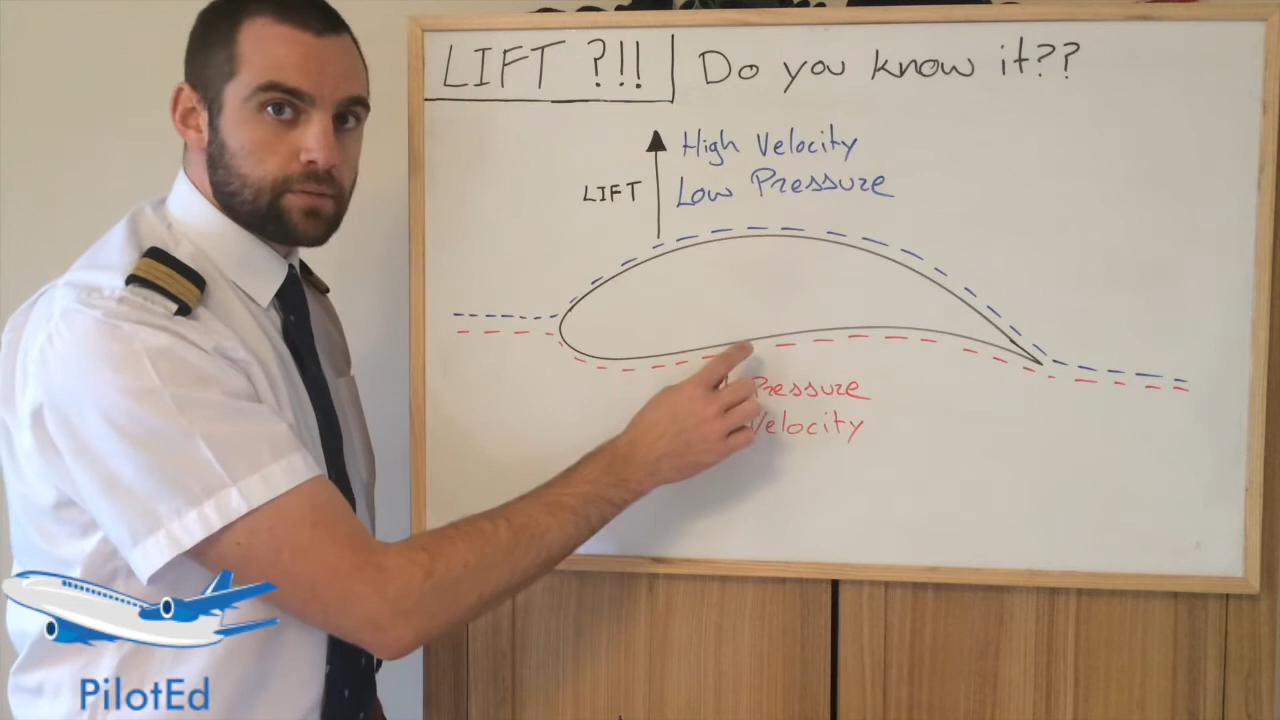 LIFT ?!!
Do you know it??
High Velocity
Low Pressure
LIFT
Pressure
Velocity
PilotEd